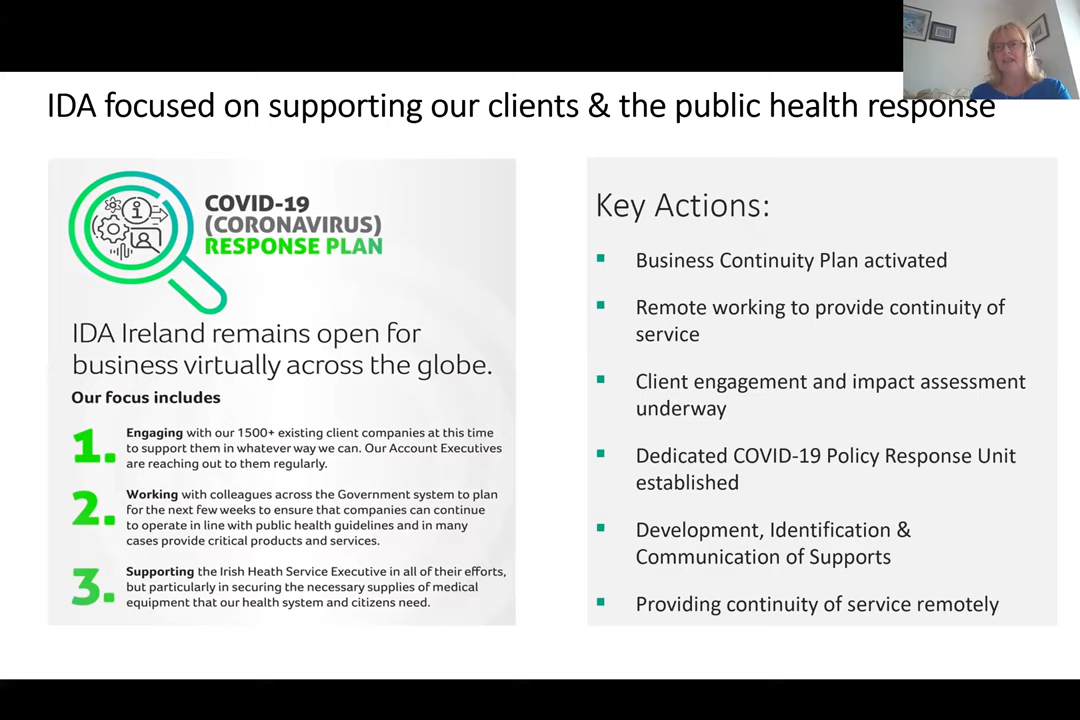 IDA focused on supporting our clients & the public health response
COVID-19
(CORONAVIRUS)
RESPONSE PLAN
IDA Ireland remains open for
business virtually across the globe.
Our focus includes
1. Engaging with our 1500+ existing client companies at this time
to support them in whatever way we can. Our Account Executives
are reaching out to them regularly.
2. Working with colleagues across the Government system to plan
for the next few weeks to ensure that companies can continue
to operate in line with public health guidelines and in many
cases provide critical products and services.
3. Supporting the Irish Heath Service Executive in all of their efforts,
but particularly in securing the necessary supplies of medical
equipment that our health system and citizens need.
Key Actions:
Business Continuity Plan activated
Remote working to provide continuity of
service
Client engagement and impact assessment
underway
Dedicated COVID-19 Policy Response Unit
established
Development, Identification &
Communication of Supports
Providing continuity of service remotely